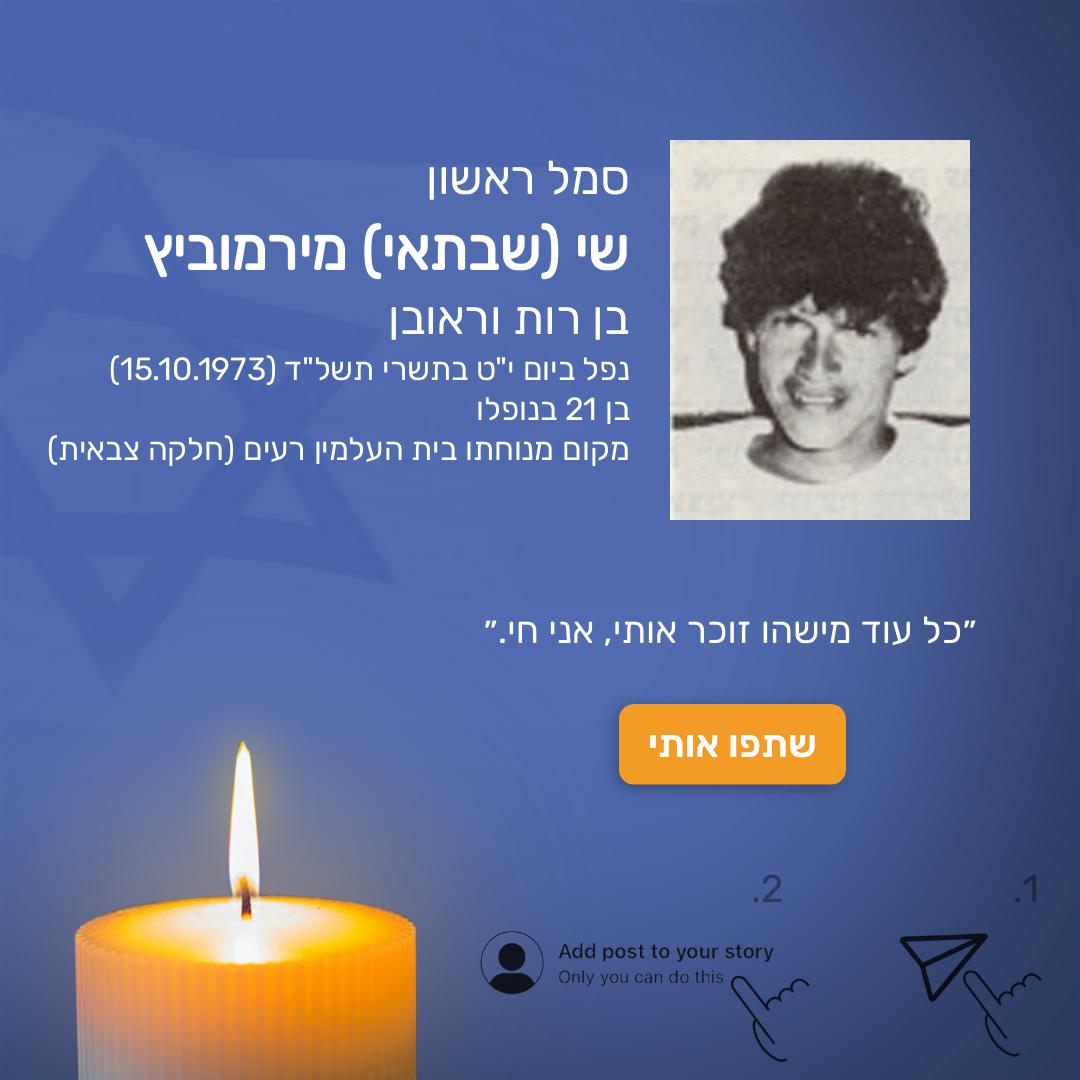 סמל ראשון
שי (שבתאי) מירמוביץ
בן רות וראובן
נפל ביום י"ט בתשרי תשל"ד (15.10.1973)
בן 21 בנופלו
מקום מנוחתו בית העלמין רעים (חלקה צבאית)
״כל עוד מישהו זוכר אותי, אני חי.״
שתפו אותי
1.
2.
Add post to your story
Only you can do this